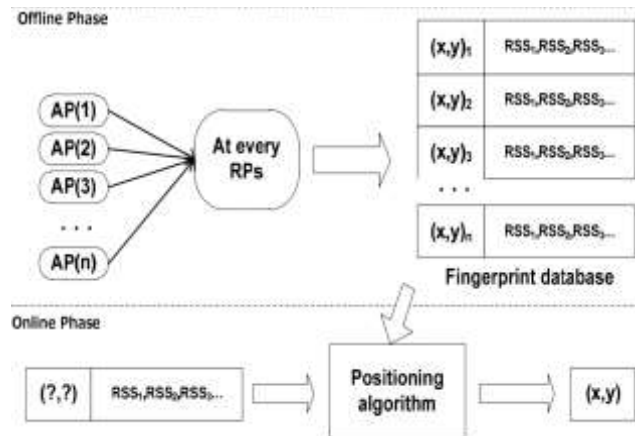 Offline Phase
AP(1)
AP(2)
AP(3)
...
AP(n)
At every
RPs
(x,y)₁ RSS₁,RSS₂,RSS₃...
(x,y)₂ RSS₁,RSS₂,RSS₃...
(x,y)₃ RSS₁,RSS₂,RSS₃...
...
(x,y)ₙ RSS₁,RSS₂,RSS₃...
Fingerprint database
Online Phase
(?,?) RSS₁,RSS₂,RSS₃...
Positioning
algorithm
(x,y)